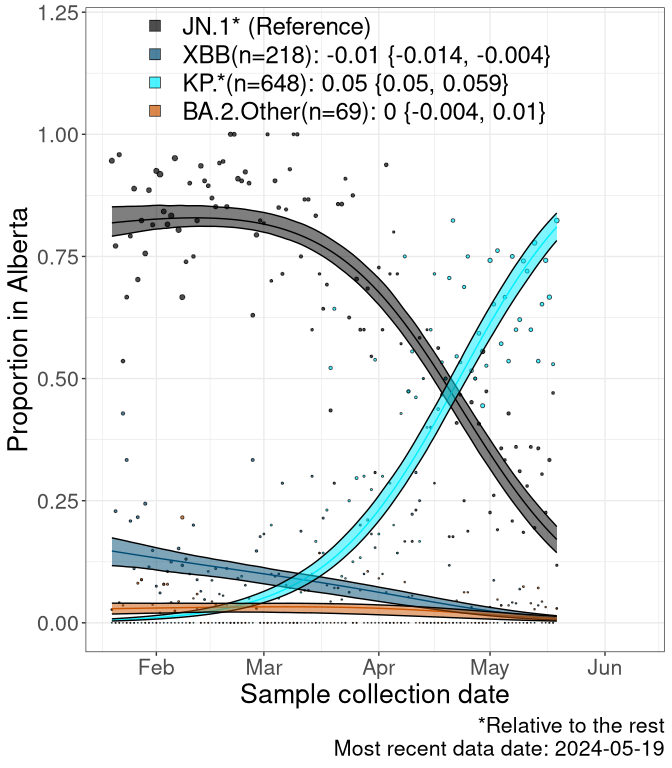 1.25
JN.1* (Reference)
XBB(n=218): -0.01 {-0.014, -0.004}
KP.*(n=648): 0.05 {0.05, 0.059}
BA.2.Other(n=69): 0 {-0.004, 0.01}
1.00
0.75
0.50
0.25
0.00
Proportion in Alberta
Feb Mar Apr May Jun
Sample collection date
*Relative to the rest
Most recent data date: 2024-05-19